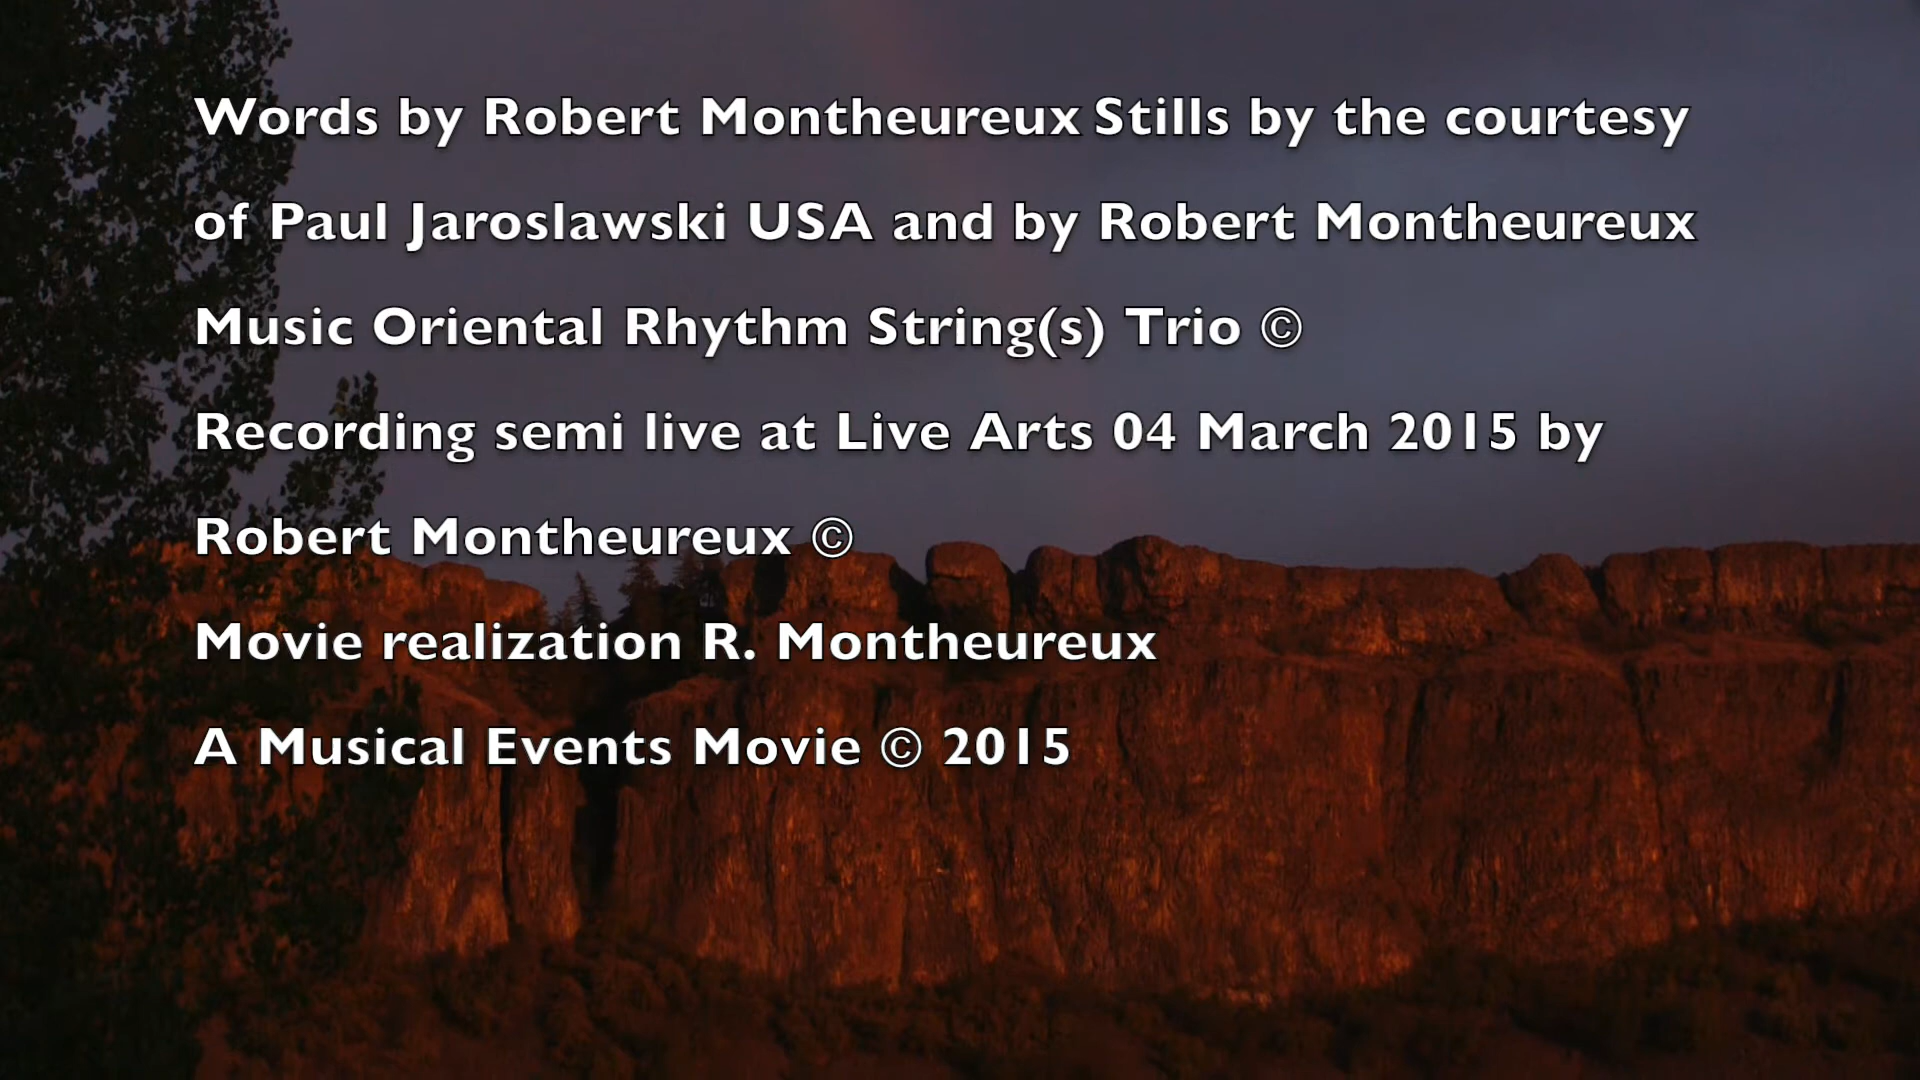 Words by Robert Montheureux Stills by the courtesy
of Paul Jaroslawski USA and by Robert Montheureux
Music Oriental Rhythm String(s) Trio ©
Recording semi live at Live Arts 04 March 2015 by
Robert Montheureux ©
Movie realization R. Montheureux
A Musical Events Movie © 2015